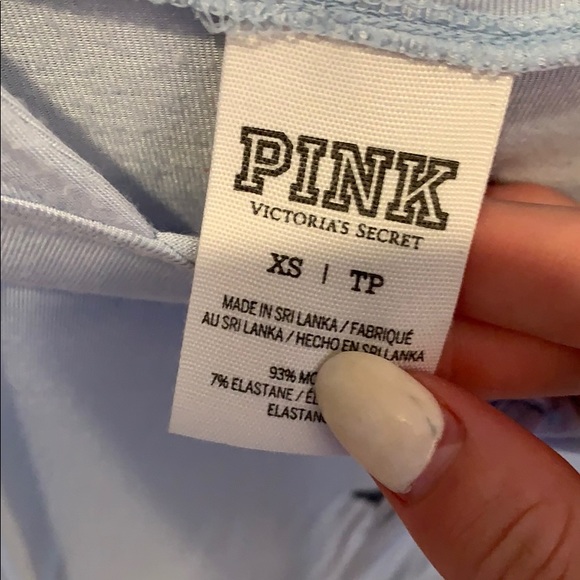 PINK
VICTORIA'S SECRET
XS | TP
MADE IN SRI LANKA / FABRIQUÉ
AU SRI LANKA / HECHO EN SRI LANKA
93%
7% ELASTANE /